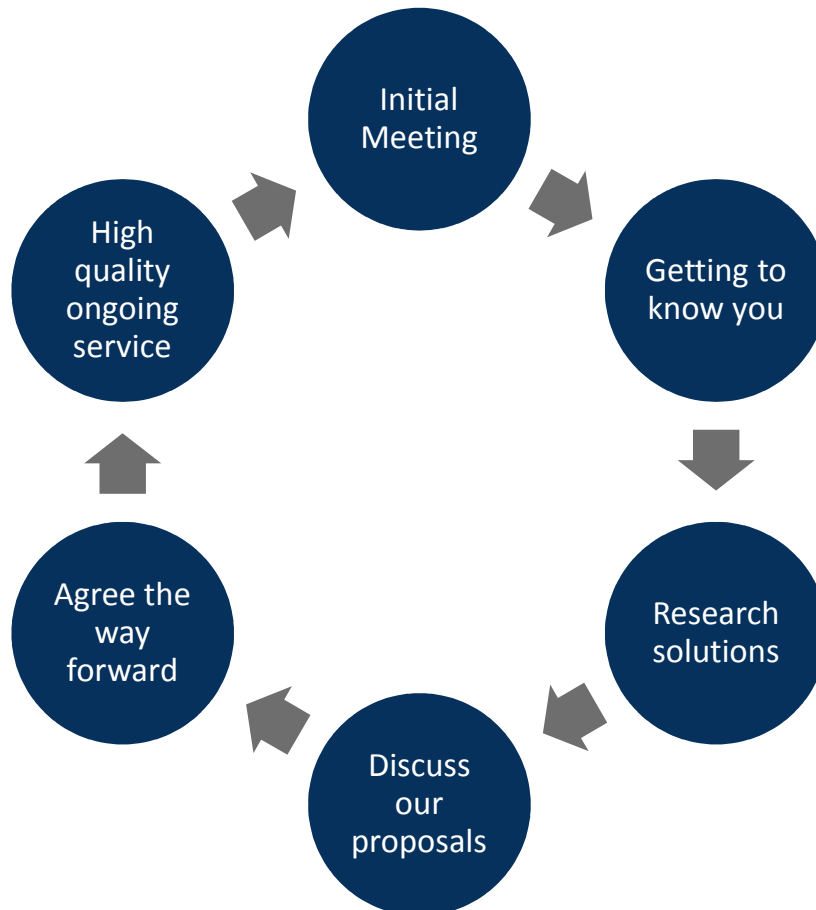 Initial
Meeting
Getting to
know you
Research
solutions
Discuss
our
proposals
Agree the
way
forward
High
quality
ongoing
service